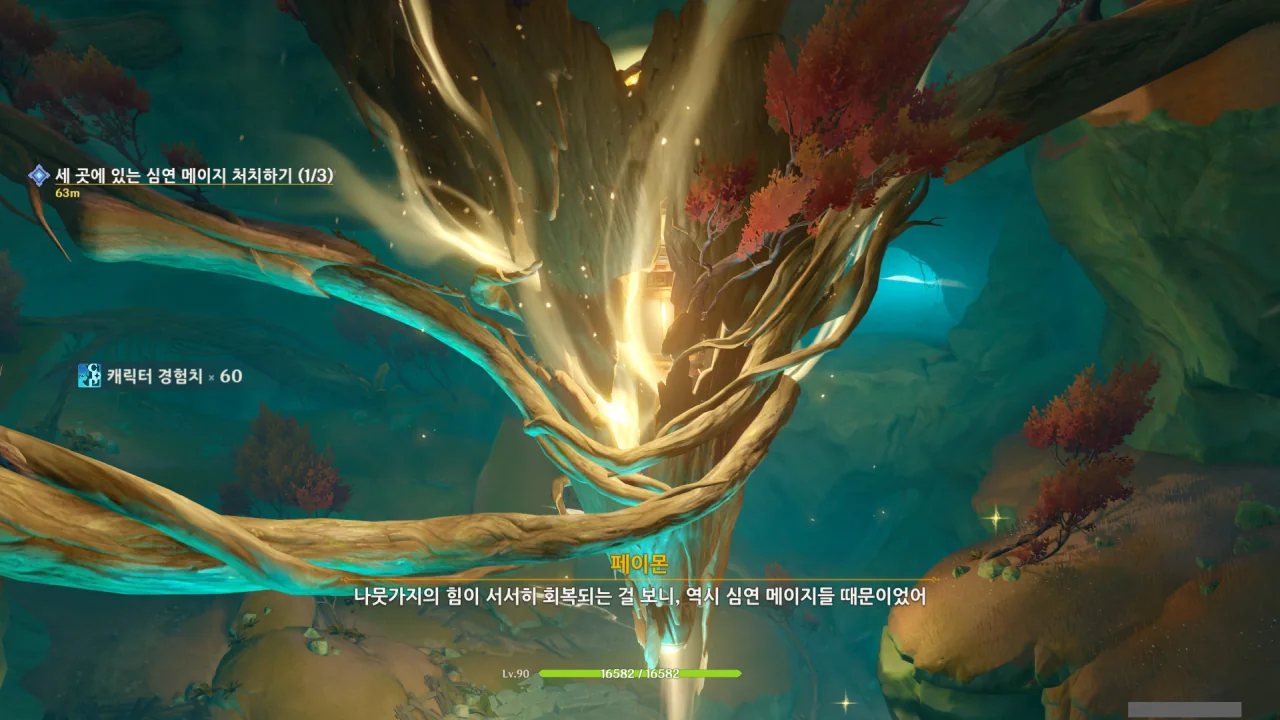 세 곳에 있는 심연 메이지 처치하기 (1/3)
63m
캐릭터 경험치 × 60
페이몬
나뭇가지의 힘이 서서히 회복되는 걸 보니, 역시 심연 메이지들 때문이었어
Lv.90
16582 / 16582